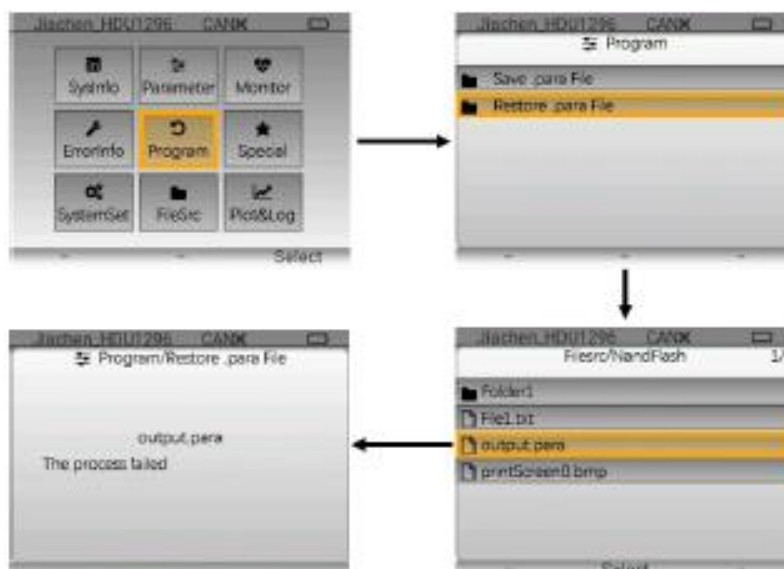 Jiachen_HDU1296 CAN✖
SysInfo Parameter Monitor
ErrorInfo Program Special
SystemSet FileSrc Plot&Log
Select
Jiachen_HDU1296 CAN✖
Program
Save .para File
Restore .para File
Jiachen_HDU1296 CAN✖
Filesrc/NandFlash 1/
Folder1
File1.txt
output.para
printScreen0.bmp
Select
Jiachen_HDU1296 CAN✖
Program/Restore .para File
output.para
The process failed